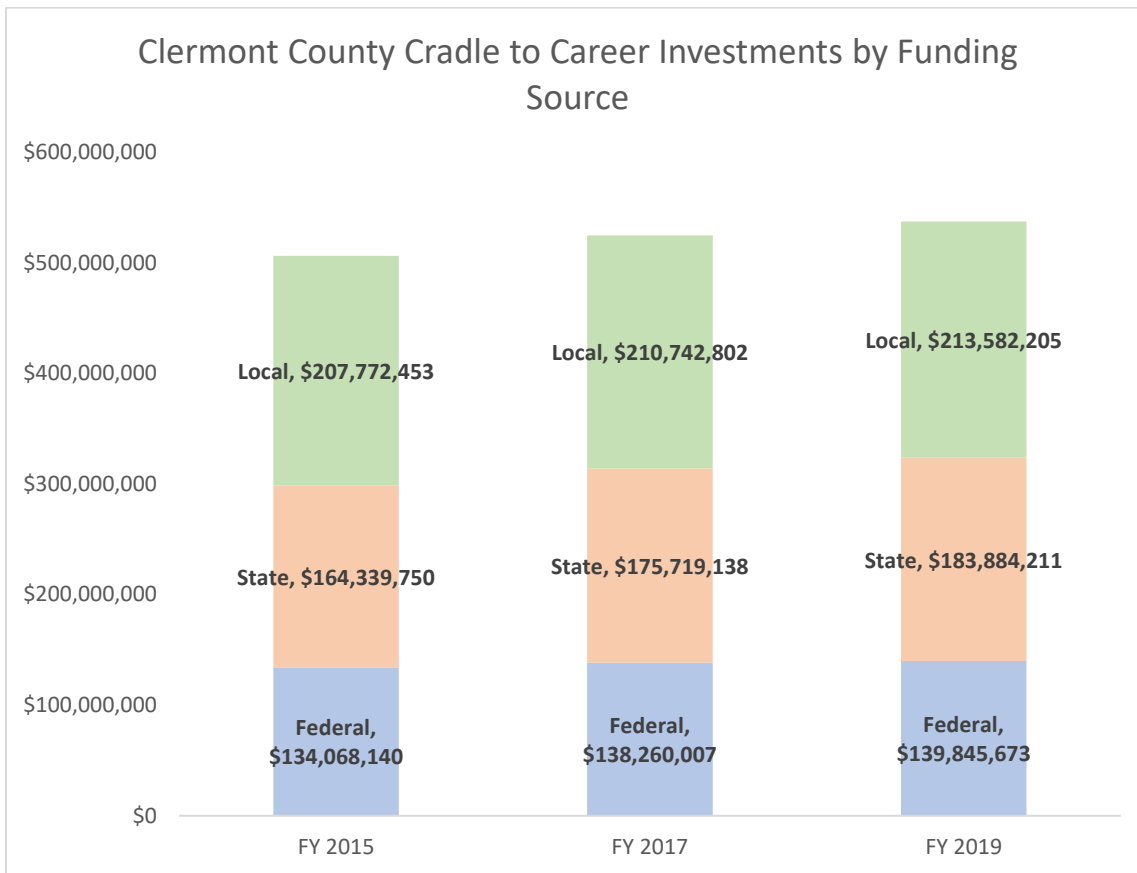 Clermont County Cradle to Career Investments by Funding
Source
$600,000,000
$500,000,000
$400,000,000
$300,000,000
$200,000,000
$100,000,000
$0
Local, $207,772,453
State, $164,339,750
Federal,
$134,068,140
Local, $210,742,802
State, $175,719,138
Federal,
$138,260,007
Local, $213,582,205
State, $183,884,211
Federal,
$139,845,673
FY 2015
FY 2017
FY 2019